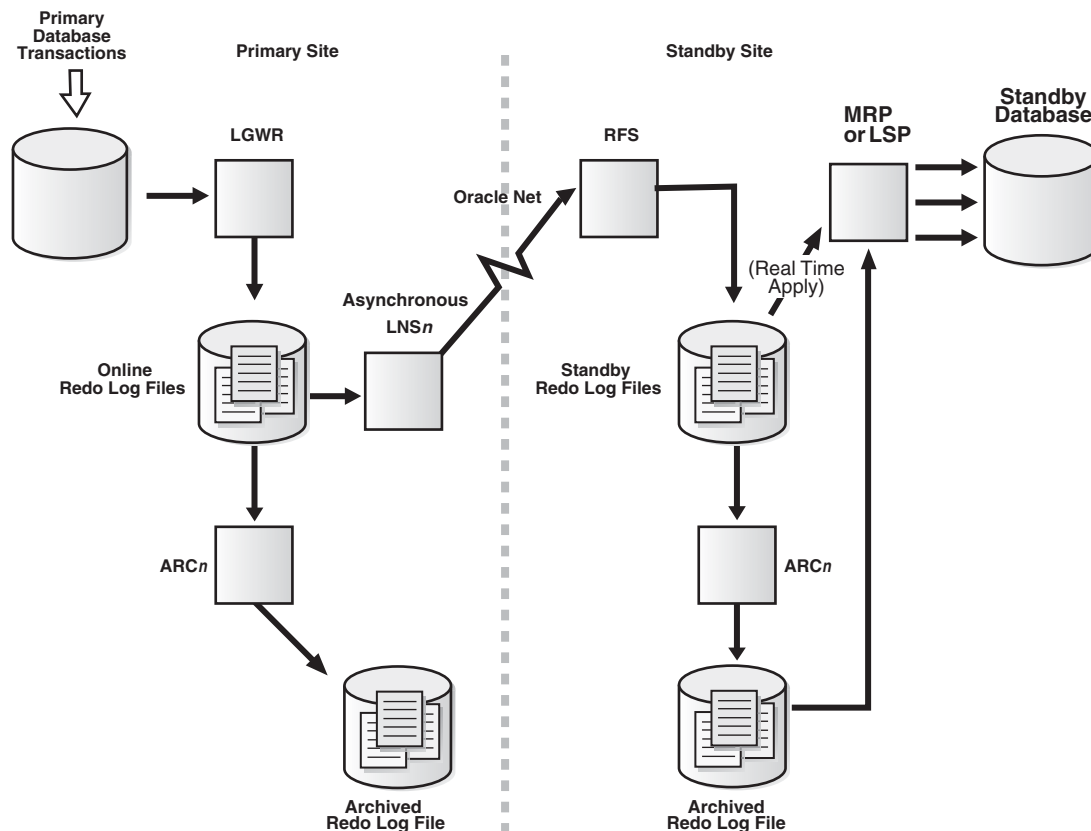 Primary
Database
Transactions
Primary Site
Standby Site
LGWR
RFS
MRP
or LSP
Standby
Database
Oracle Net
(Real Time
Apply)
Asynchronous
LNSn
Online
Redo Log Files
Standby
Redo Log Files
ARCn
ARCn
Archived
Redo Log File
Archived
Redo Log File